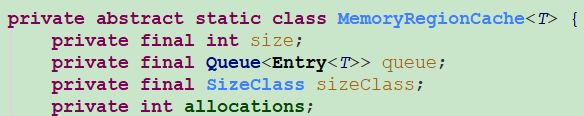 private abstract static class MemoryRegionCache<T> {
    private final int size;
    private final Queue<Entry<T>> queue;
    private final SizeClass sizeClass;
    private int allocations;